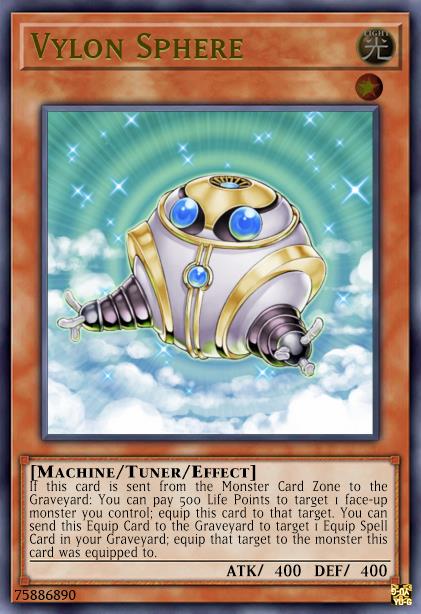 Vylon Sphere
LIGHT
光
[Machine/Tuner/Effect]
If this card is sent from the Monster Card Zone to the
Graveyard: You can pay 500 Life Points to target 1 face-up
monster you control; equip this card to that target. You can
send this Equip Card to the Graveyard to target 1 Equip Spell
Card in your Graveyard; equip that target to the monster this
card was equipped to.
ATK/ 400 DEF/ 400
75886890